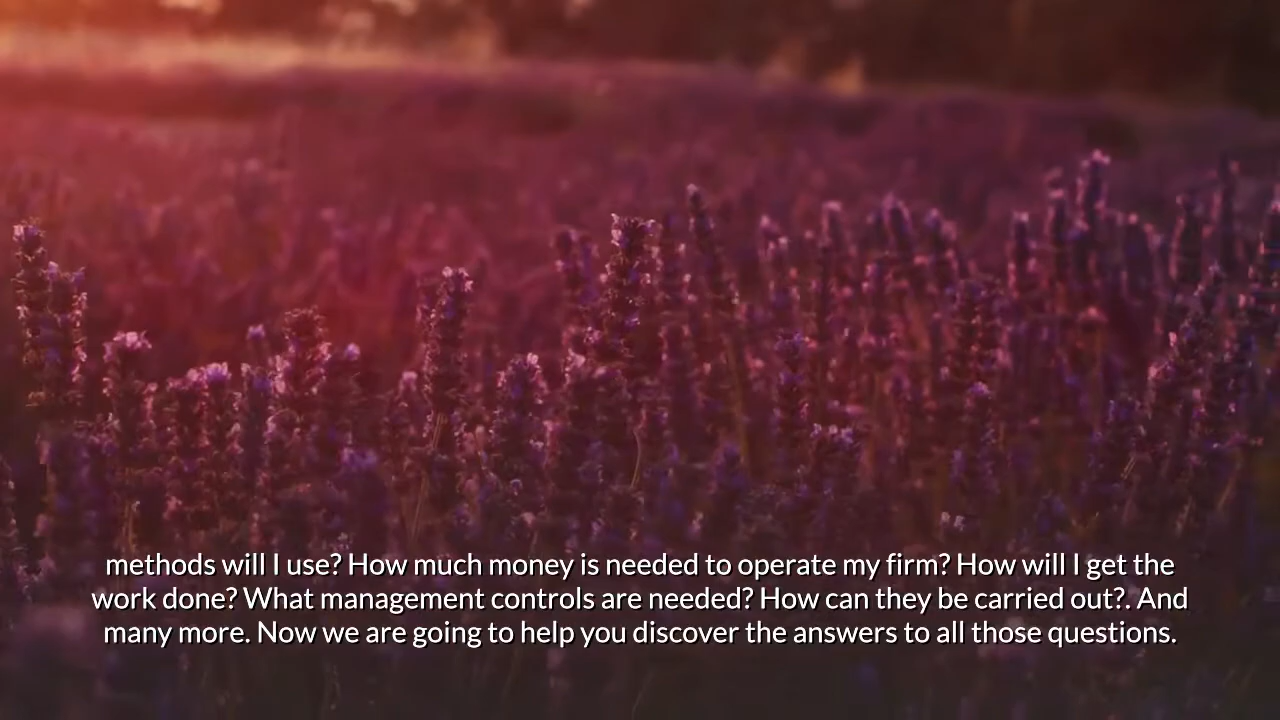 methods will I use? How much money is needed to operate my firm? How will I get the
work done? What management controls are needed? How can they be carried out?. And
many more. Now we are going to help you discover the answers to all those questions.